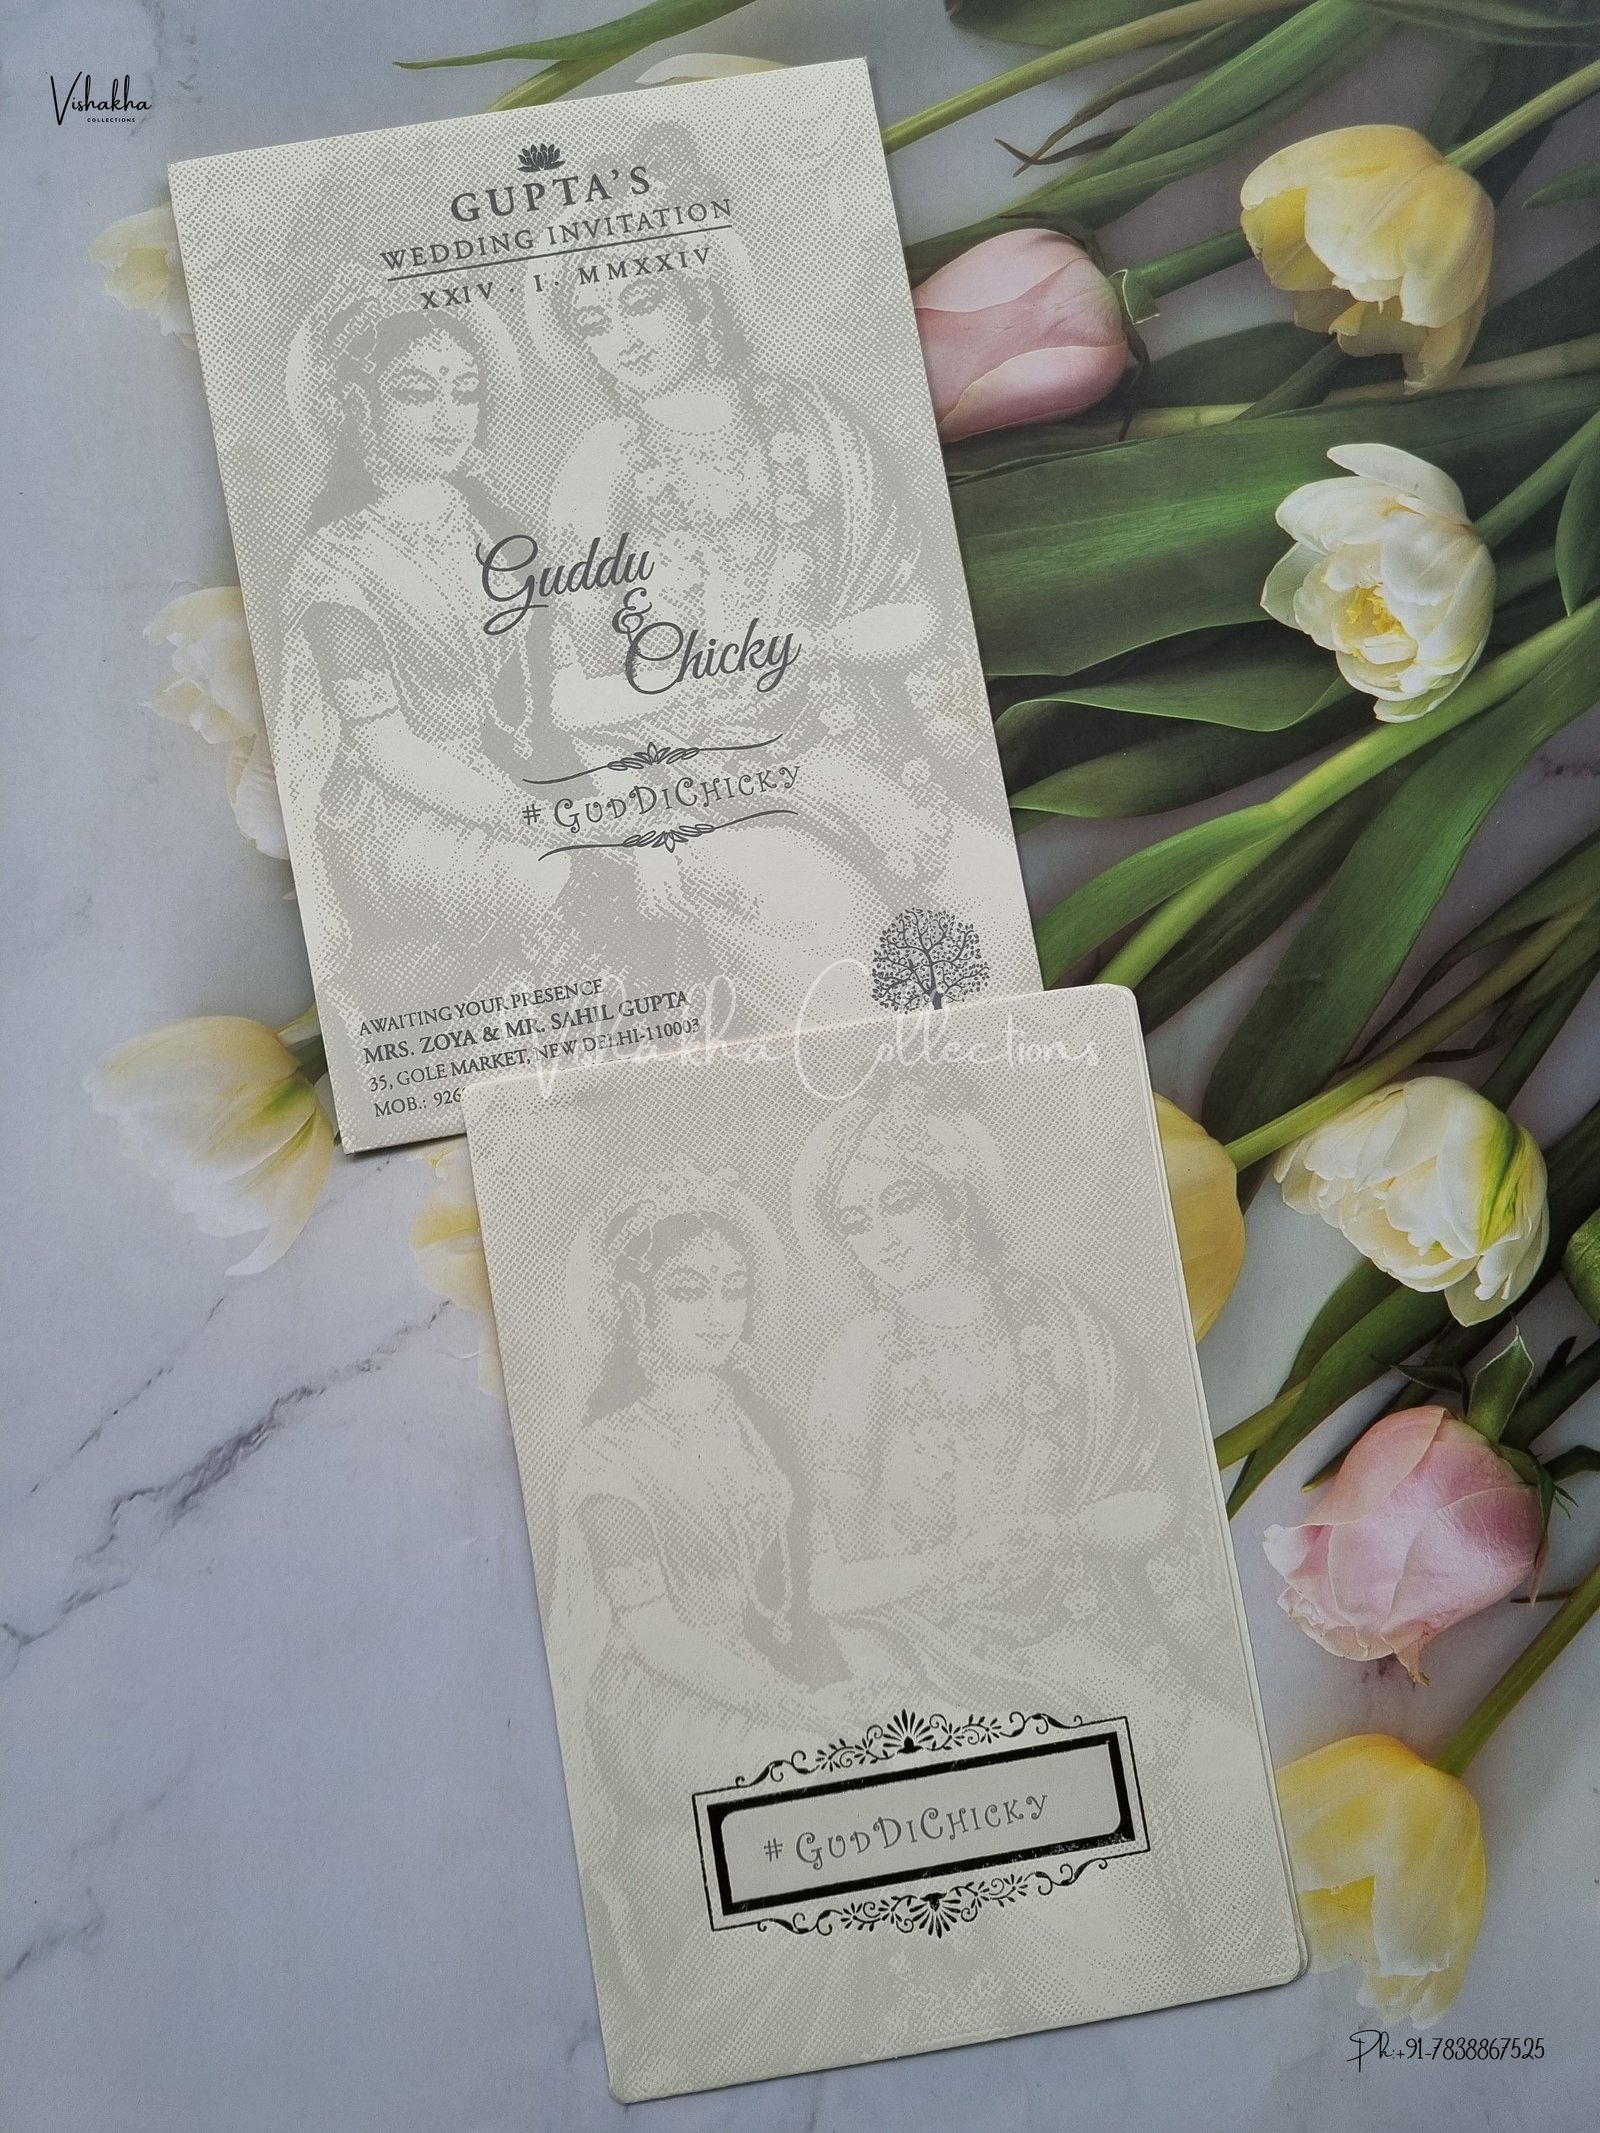 Vishakha
COLLECTIONS
GUPTA'S
WEDDING INVITATION
XXIV . I . MMXXIV
Guddu
&
Chicky
# GUDDICHICKY
AWAITING YOUR PRESENCE
MRS. ZOYA & MR. SAHIL GUPTA
35, GOLE MARKET, NEW DELHI-110003
MOB.: 926
Vishakha Collections
# GUDDICHICKY
Ph:+91-7838867525